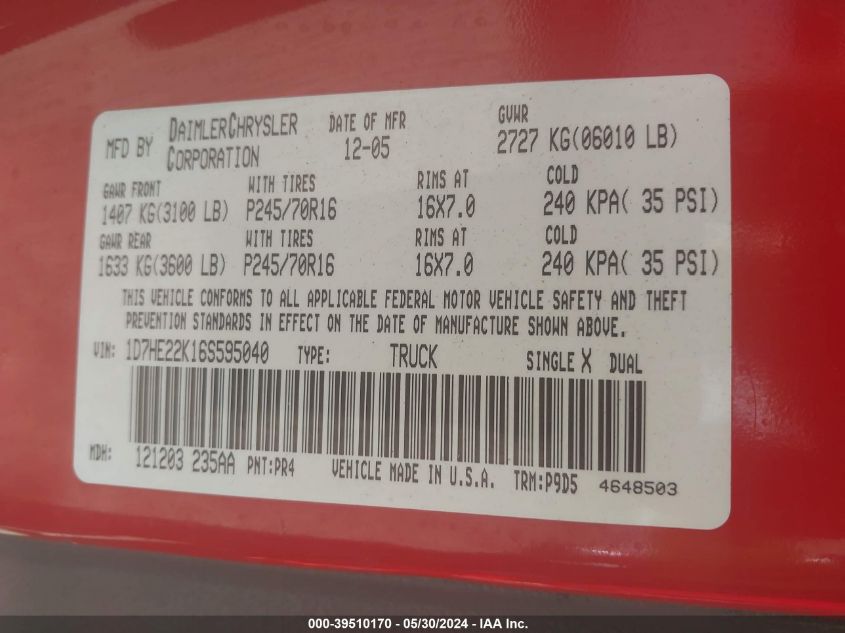 MFD BY DAIMLERCHRYSLER CORPORATION DATE OF MFR 12-05 GVWR 2727 KG(06010 LB)
GAWR FRONT WITH TIRES RIMS AT COLD
1407 KG(3100 LB) P245/70R16 16X7.0 240 KPA( 35 PSI)
GAWR REAR WITH TIRES RIMS AT COLD
1633 KG(3600 LB) P245/70R16 16X7.0 240 KPA( 35 PSI)
THIS VEHICLE CONFORMS TO ALL APPLICABLE FEDERAL MOTOR VEHICLE SAFETY AND THEFT
PREVENTION STANDARDS IN EFFECT ON THE DATE OF MANUFACTURE SHOWN ABOVE.
VIN: 1D7HE22K16S595040 TYPE: TRUCK SINGLE X DUAL
MDH: 121203 235AA PNT:PR4 VEHICLE MADE IN U.S.A. TRM:P9D5 4648503
000-39510170 - 05/30/2024 - IAA Inc.